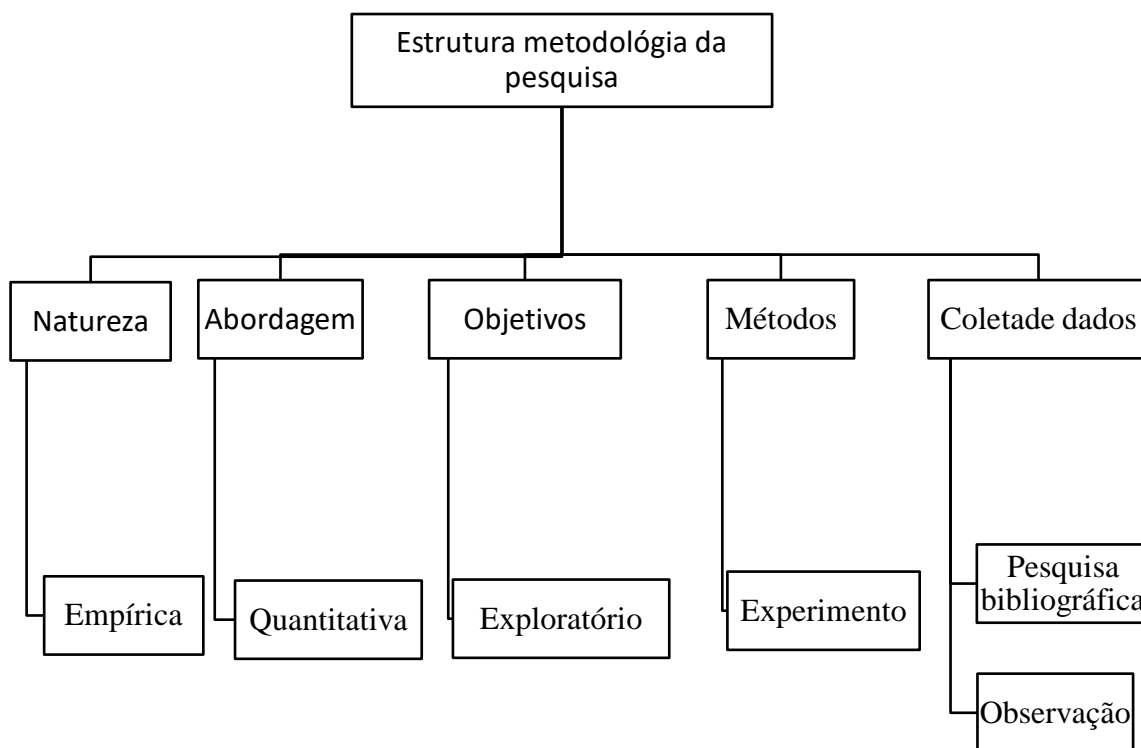 Estrutura metodológia da
pesquisa
Natureza
Abordagem
Objetivos
Métodos
Coletade dados
Empírica
Quantitativa
Exploratório
Experimento
Pesquisa
bibliográfica
Observação